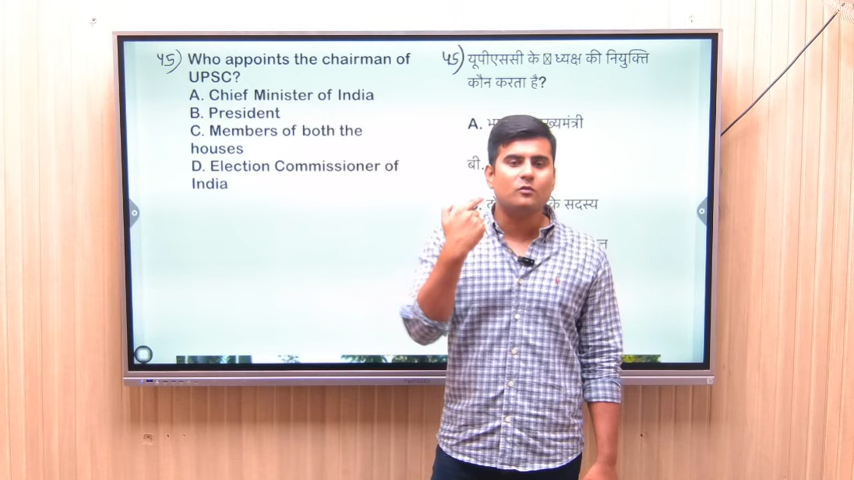 45) Who appoints the chairman of
UPSC?
A. Chief Minister of India
B. President
C. Members of both the
houses
D. Election Commissioner of
India
45) यूपीएससी के ध्यक्ष की नियुक्ति
कौन करता है?
A.
बी.
के सदस्य